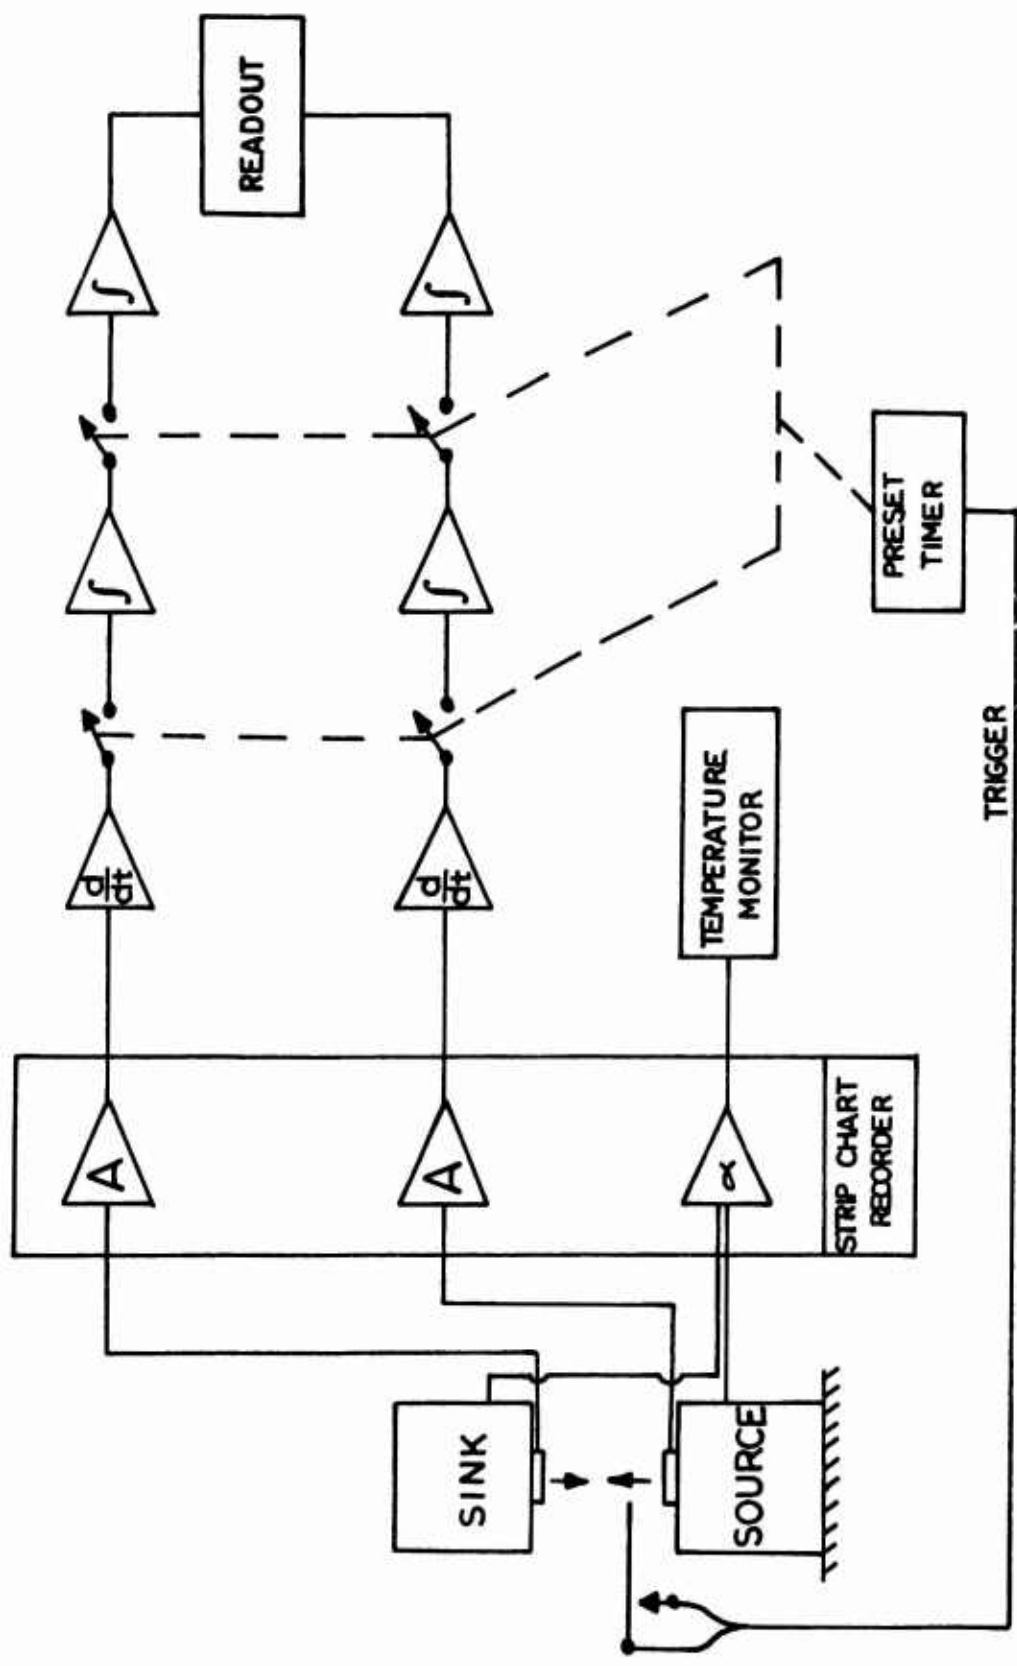 READOUT
∫
∫
∫
∫
d/dt
d/dt
A
A
∝
SINK
SOURCE
STRIP CHART
RECORDER
TEMPERATURE
MONITOR
PRESET
TIMER
TRIGGER